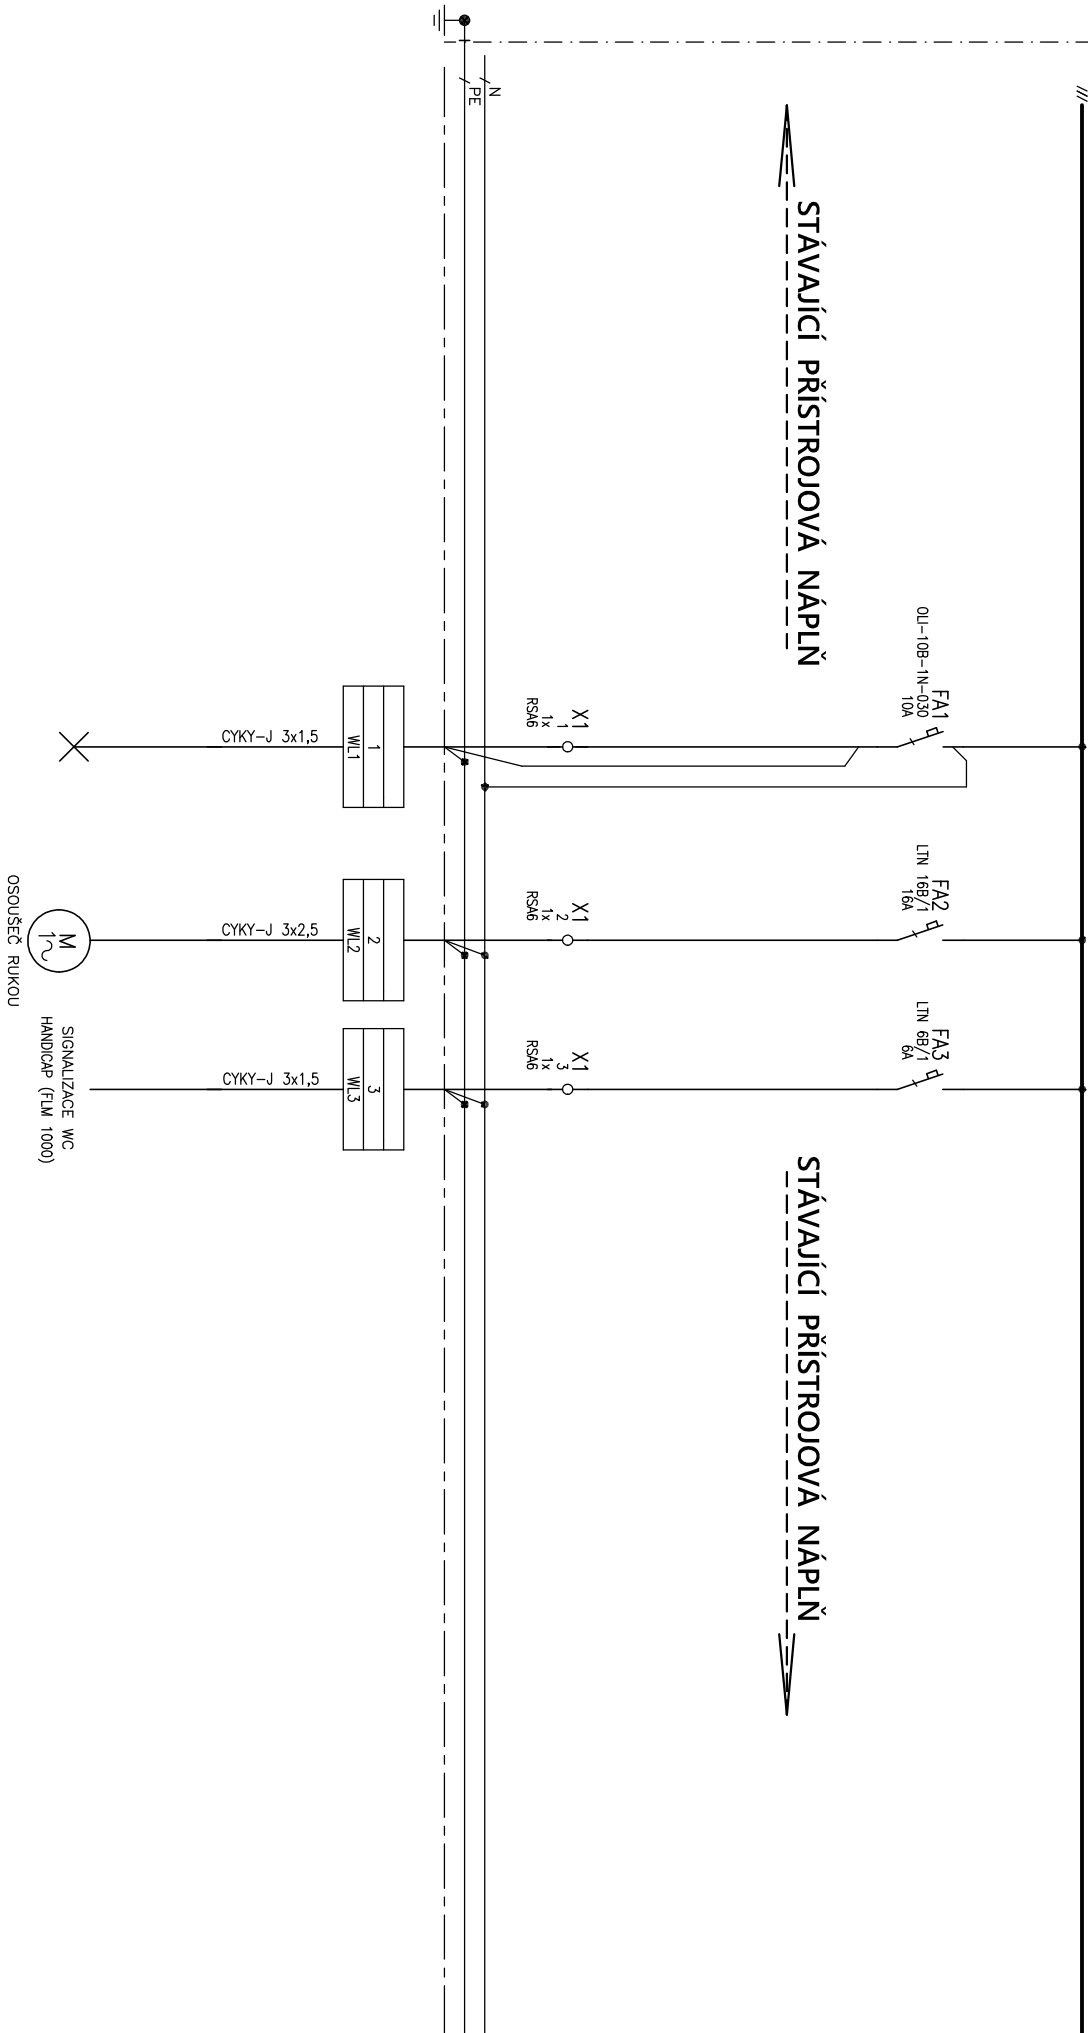 ///
N
PE
STÁVAJÍCÍ PŘÍSTROJOVÁ NÁPLŇ
STÁVAJÍCÍ PŘÍSTROJOVÁ NÁPLŇ
FA1
OLI-10B-1N-030
10A
FA2
LTN 16B/1
16A
FA3
LTN 6B/1
6A
X1
1
1x
RSA6
X1
2
1x
RSA6
X1
3
1x
RSA6
1
WL1
2
WL2
3
WL3
CYKY-J 3x1,5
CYKY-J 3x2,5
CYKY-J 3x1,5
M
1~
OSOUŠEČ RUKOU
SIGNALIZACE WC
HANDICAP (FLM 1000)